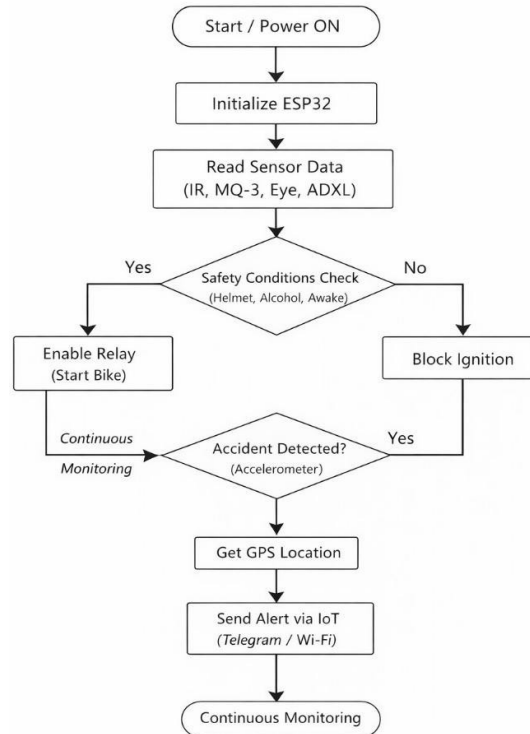 Start / Power ON
Initialize ESP32
Read Sensor Data
(IR, MQ-3, Eye, ADXL)
Yes
No
Safety Conditions Check
(Helmet, Alcohol, Awake)
Enable Relay
(Start Bike)
Block Ignition
Continuous
Monitoring
Accident Detected?
(Accelerometer)
Yes
Get GPS Location
Send Alert via IoT
(Telegram / Wi-Fi)
Continuous Monitoring